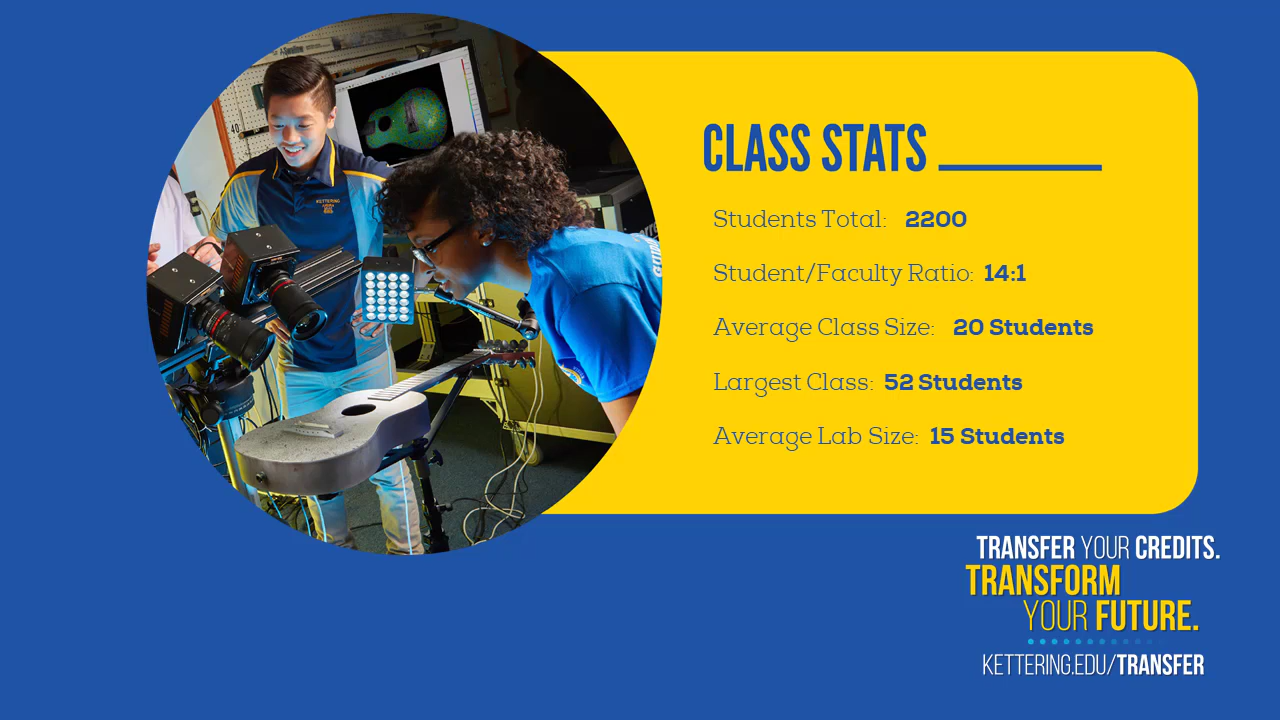 CLASS STATS
Students Total: 2200
Student/Faculty Ratio: 14:1
Average Class Size: 20 Students
Largest Class: 52 Students
Average Lab Size: 15 Students
KETTERING
TRANSFER YOUR CREDITS.
TRANSFORM
YOUR FUTURE.
KETTERING.EDU/TRANSFER